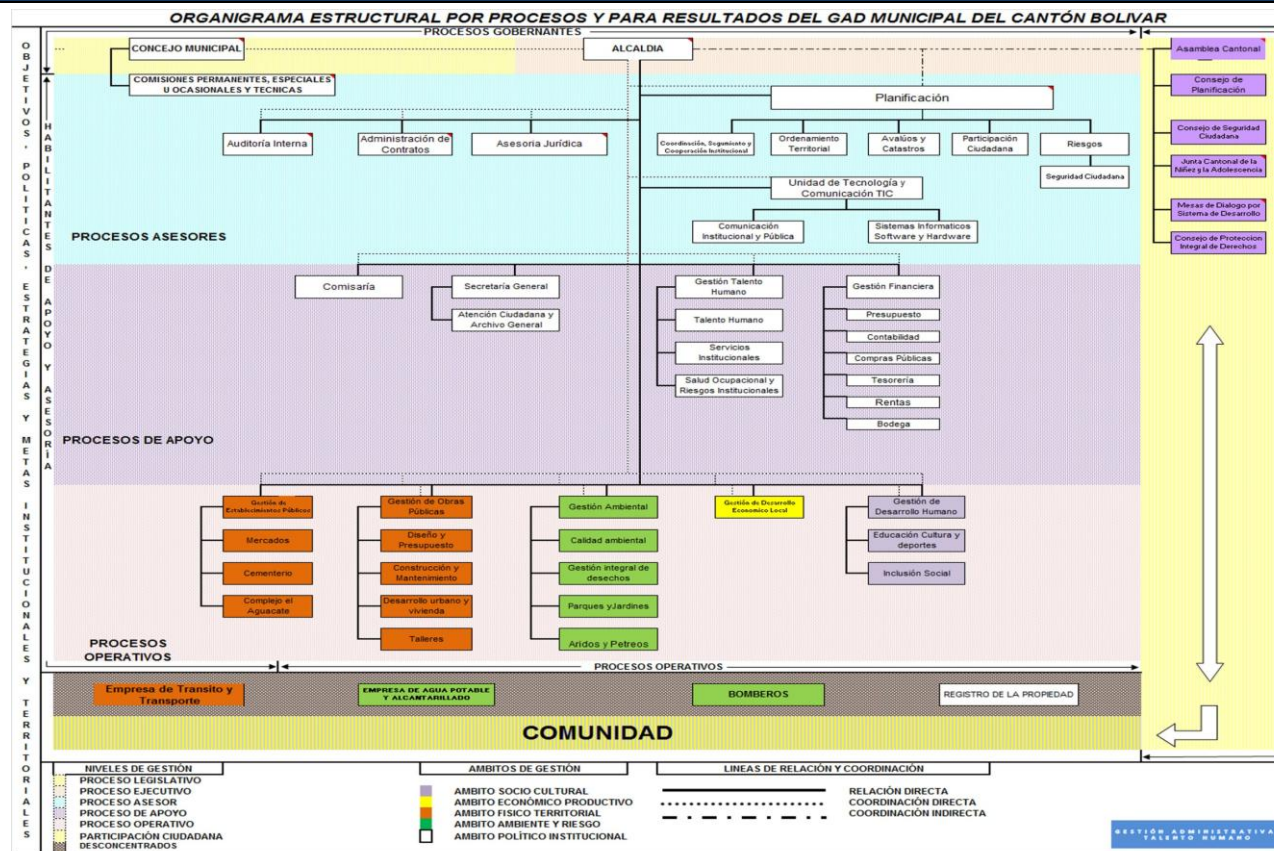 ORGANIGRAMA ESTRUCTURAL POR PROCESOS Y PARA RESULTADOS DEL GAD MUNICIPAL DEL CANTÓN BOLIVAR
PROCESOS GOBERNANTES
OBJETIVOS, POLITICAS, ESTRATEGIAS Y METAS INSTITUCIONALES Y TERRITORIALES
HABILITANTES DE APOYO Y ASESORÍA
CONCEJO MUNICIPAL
ALCALDIA
COMISIONES PERMANENTES, ESPECIALES
U OCASIONALES Y TECNICAS
Planificación
Auditoría Interna
Administración de
Contratos
Asesoria Jurídica
Coordinación, Seguimiento y
Cooperación Institucional
Ordenamiento
Territorial
Avalúos y
Catastros
Participación
Ciudadana
Riesgos
Seguridad Ciudadana
Unidad de Tecnología y
Comunicación TIC
Comunicación
Institucional y Pública
Sistemas Informaticos
Software y Hardware
PROCESOS ASESORES
Asamblea Cantonal
Consejo de
Planificación
Consejo de Seguridad
Ciudadana
Junta Cantonal de la
Niñez y la Adolescencia
Mesas de Dialogo por
Sistema de Desarrollo
Consejo de Proteccion
Integral de Derechos
Comisaría
Secretaría General
Atención Ciudadana y
Archivo General
Gestión Talento
Humano
Talento Humano
Servicios
Institucionales
Salud Ocupacional y
Riesgos Institucionales
Gestión Financiera
Presupuesto
Contabilidad
Compras Públicas
Tesorería
Rentas
Bodega
PROCESOS DE APOYO
Gestión de
Establecimientos Públicos
Mercados
Cementerio
Complejo el
Aguacate
Gestión de Obras
Públicas
Diseño y
Presupuesto
Construcción y
Mantenimiento
Desarrollo urbano y
vivienda
Talleres
Gestión Ambiental
Calidad ambiental
Gestión integral de
desechos
Parques yJardines
Aridos y Petreos
Gestión de Desarrollo
Economico Local
Gestión de
Desarrollo Humano
Educación Cultura y
deportes
Inclusión Social
PROCESOS
OPERATIVOS
PROCESOS OPERATIVOS
Empresa de Transito y
Transporte
EMPRESA DE AGUA POTABLE
Y ALCANTARILLADO
BOMBEROS
REGISTRO DE LA PROPIEDAD
COMUNIDAD
NIVELES DE GESTIÓN
PROCESO LEGISLATIVO
PROCESO EJECUTIVO
PROCESO ASESOR
PROCESO DE APOYO
PROCESO OPERATIVO
PARTICIPACIÓN CIUDADANA
DESCONCENTRADOS
AMBITOS DE GESTIÓN
AMBITO SOCIO CULTURAL
AMBITO ECONÓMICO PRODUCTIVO
AMBITO FISICO TERRITORIAL
AMBITO AMBIENTE Y RIESGO
AMBITO POLÍTICO INSTITUCIONAL
LINEAS DE RELACIÓN Y COORDINACIÓN
RELACIÓN DIRECTA
COORDINACIÓN DIRECTA
COORDINACIÓN INDIRECTA
GESTIÓN ADMINISTRATIVA
TALENTO HUMANO